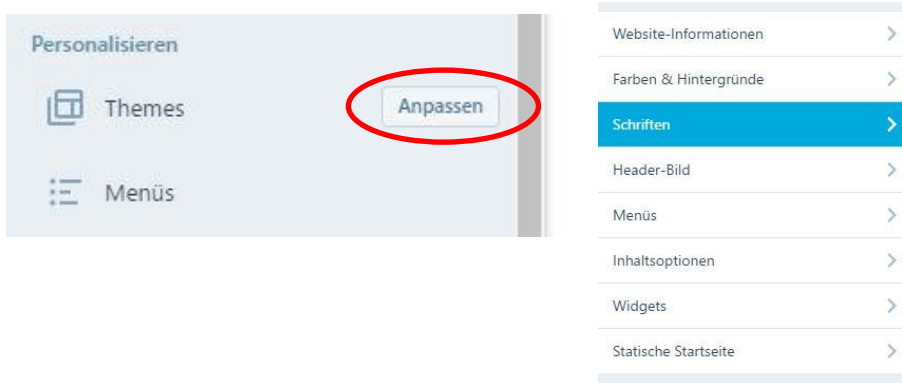 Personalisieren
Themes Anpassen
Menüs
Website-Informationen
Farben & Hintergründe
Schriften
Header-Bild
Menüs
Inhaltsoptionen
Widgets
Statische Startseite